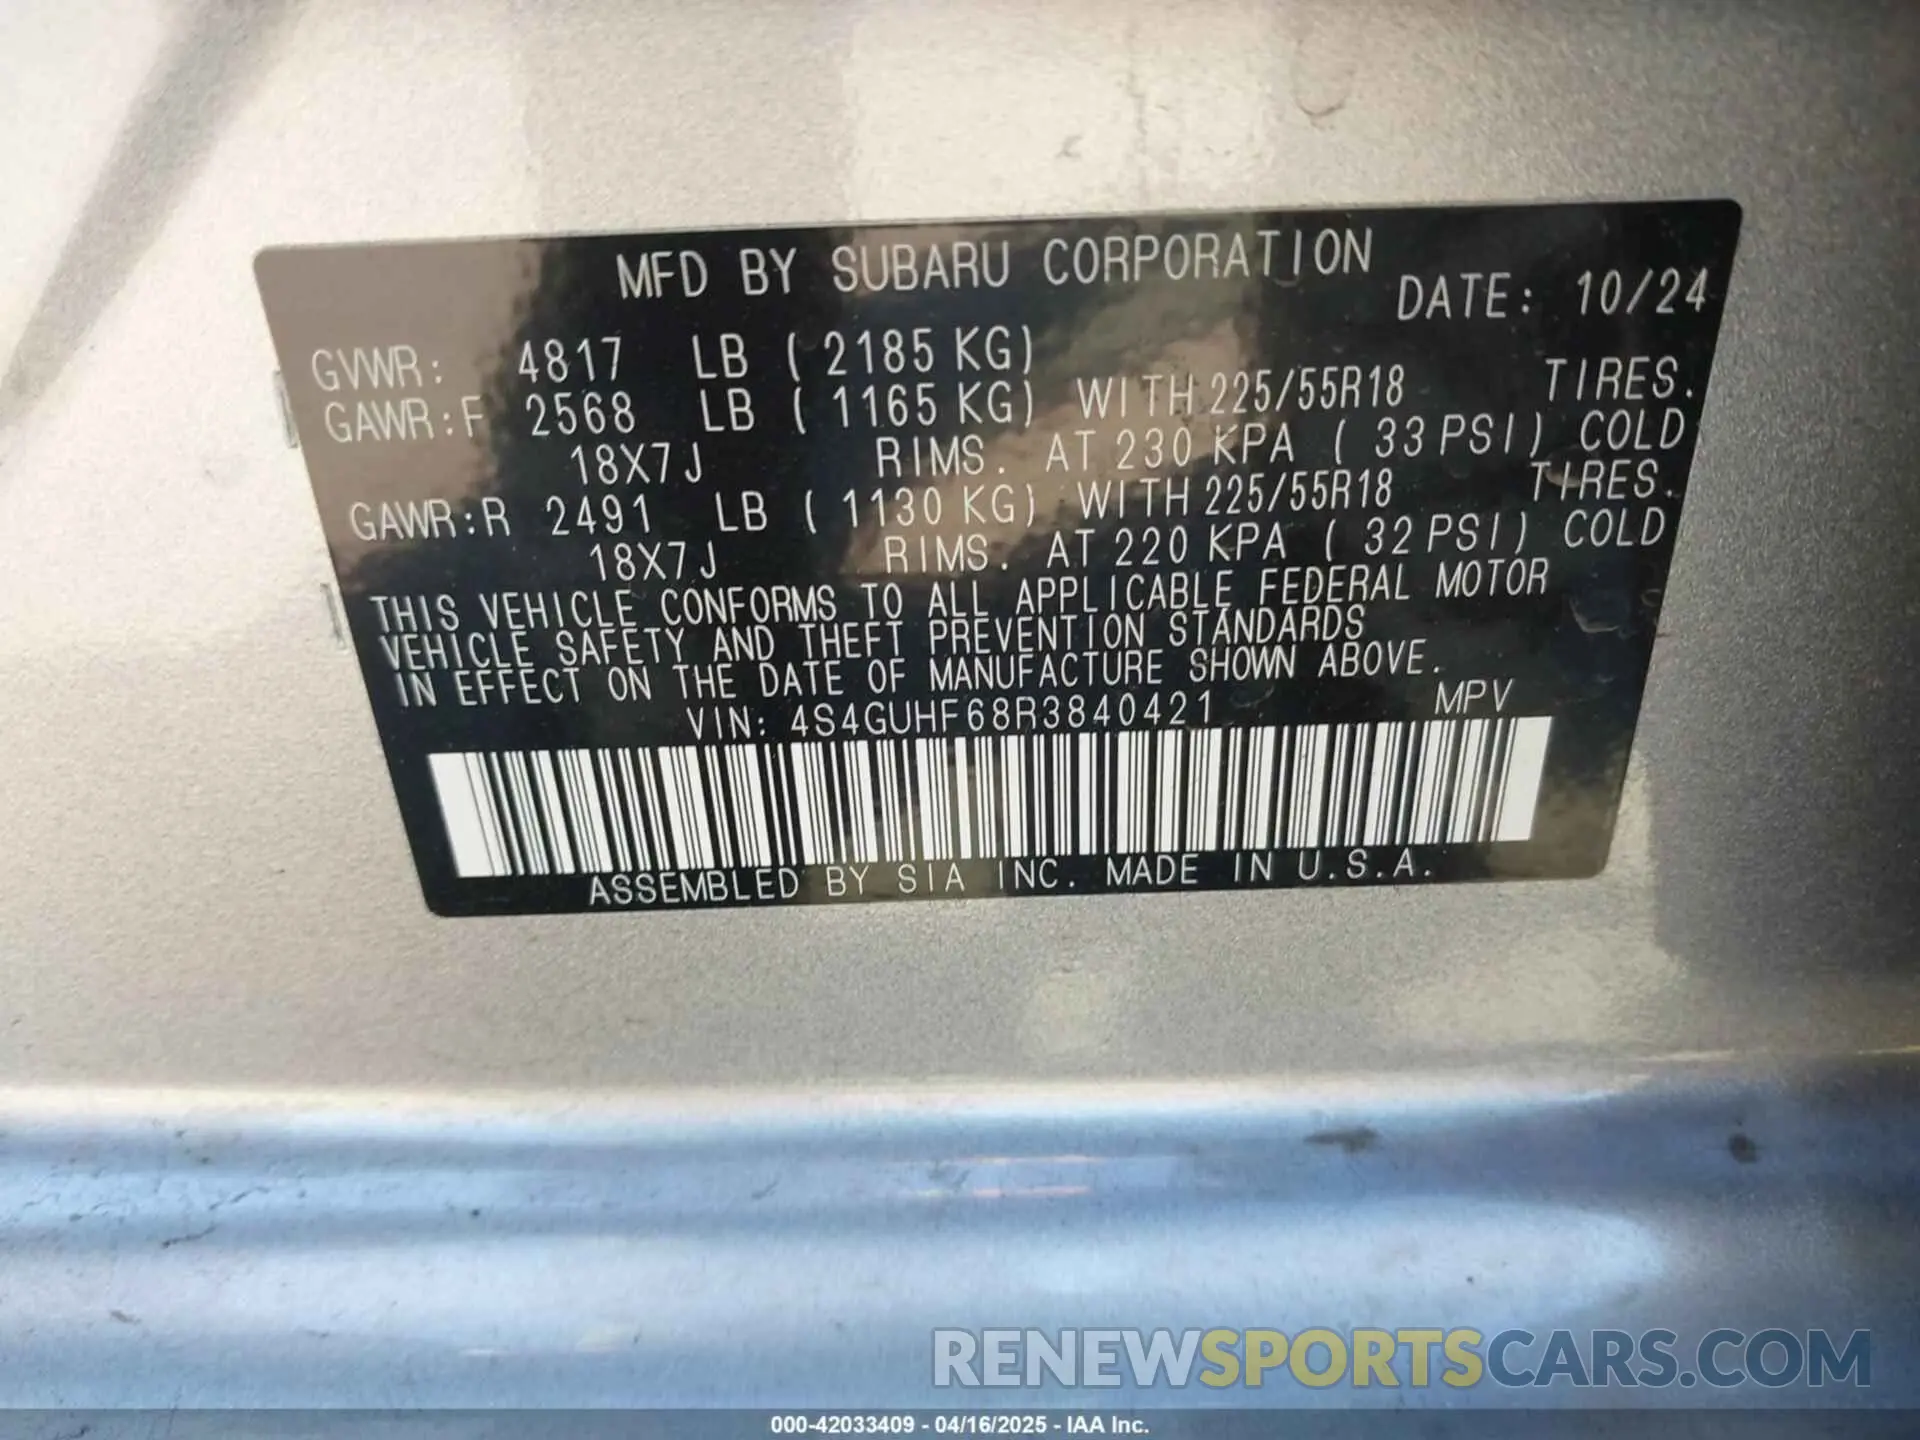 MFD BY SUBARU CORPORATION
DATE: 10/24
GVWR: 4817 LB ( 2185 KG)
GAWR:F 2568 LB ( 1165 KG) WITH 225/55R18 TIRES.
18X7J RIMS. AT 230 KPA ( 33 PSI) COLD
GAWR:R 2491 LB ( 1130 KG) WITH 225/55R18 TIRES.
18X7J RIMS. AT 220 KPA ( 32 PSI) COLD
THIS VEHICLE CONFORMS TO ALL APPLICABLE FEDERAL MOTOR
VEHICLE SAFETY AND THEFT PREVENTION STANDARDS
IN EFFECT ON THE DATE OF MANUFACTURE SHOWN ABOVE.
VIN: 4S4GUHF68R3840421 MPV
ASSEMBLED BY SIA INC. MADE IN U.S.A.
RENEWSPORTSCARS.COM
000-42033409 - 04/16/2025 - IAA Inc.